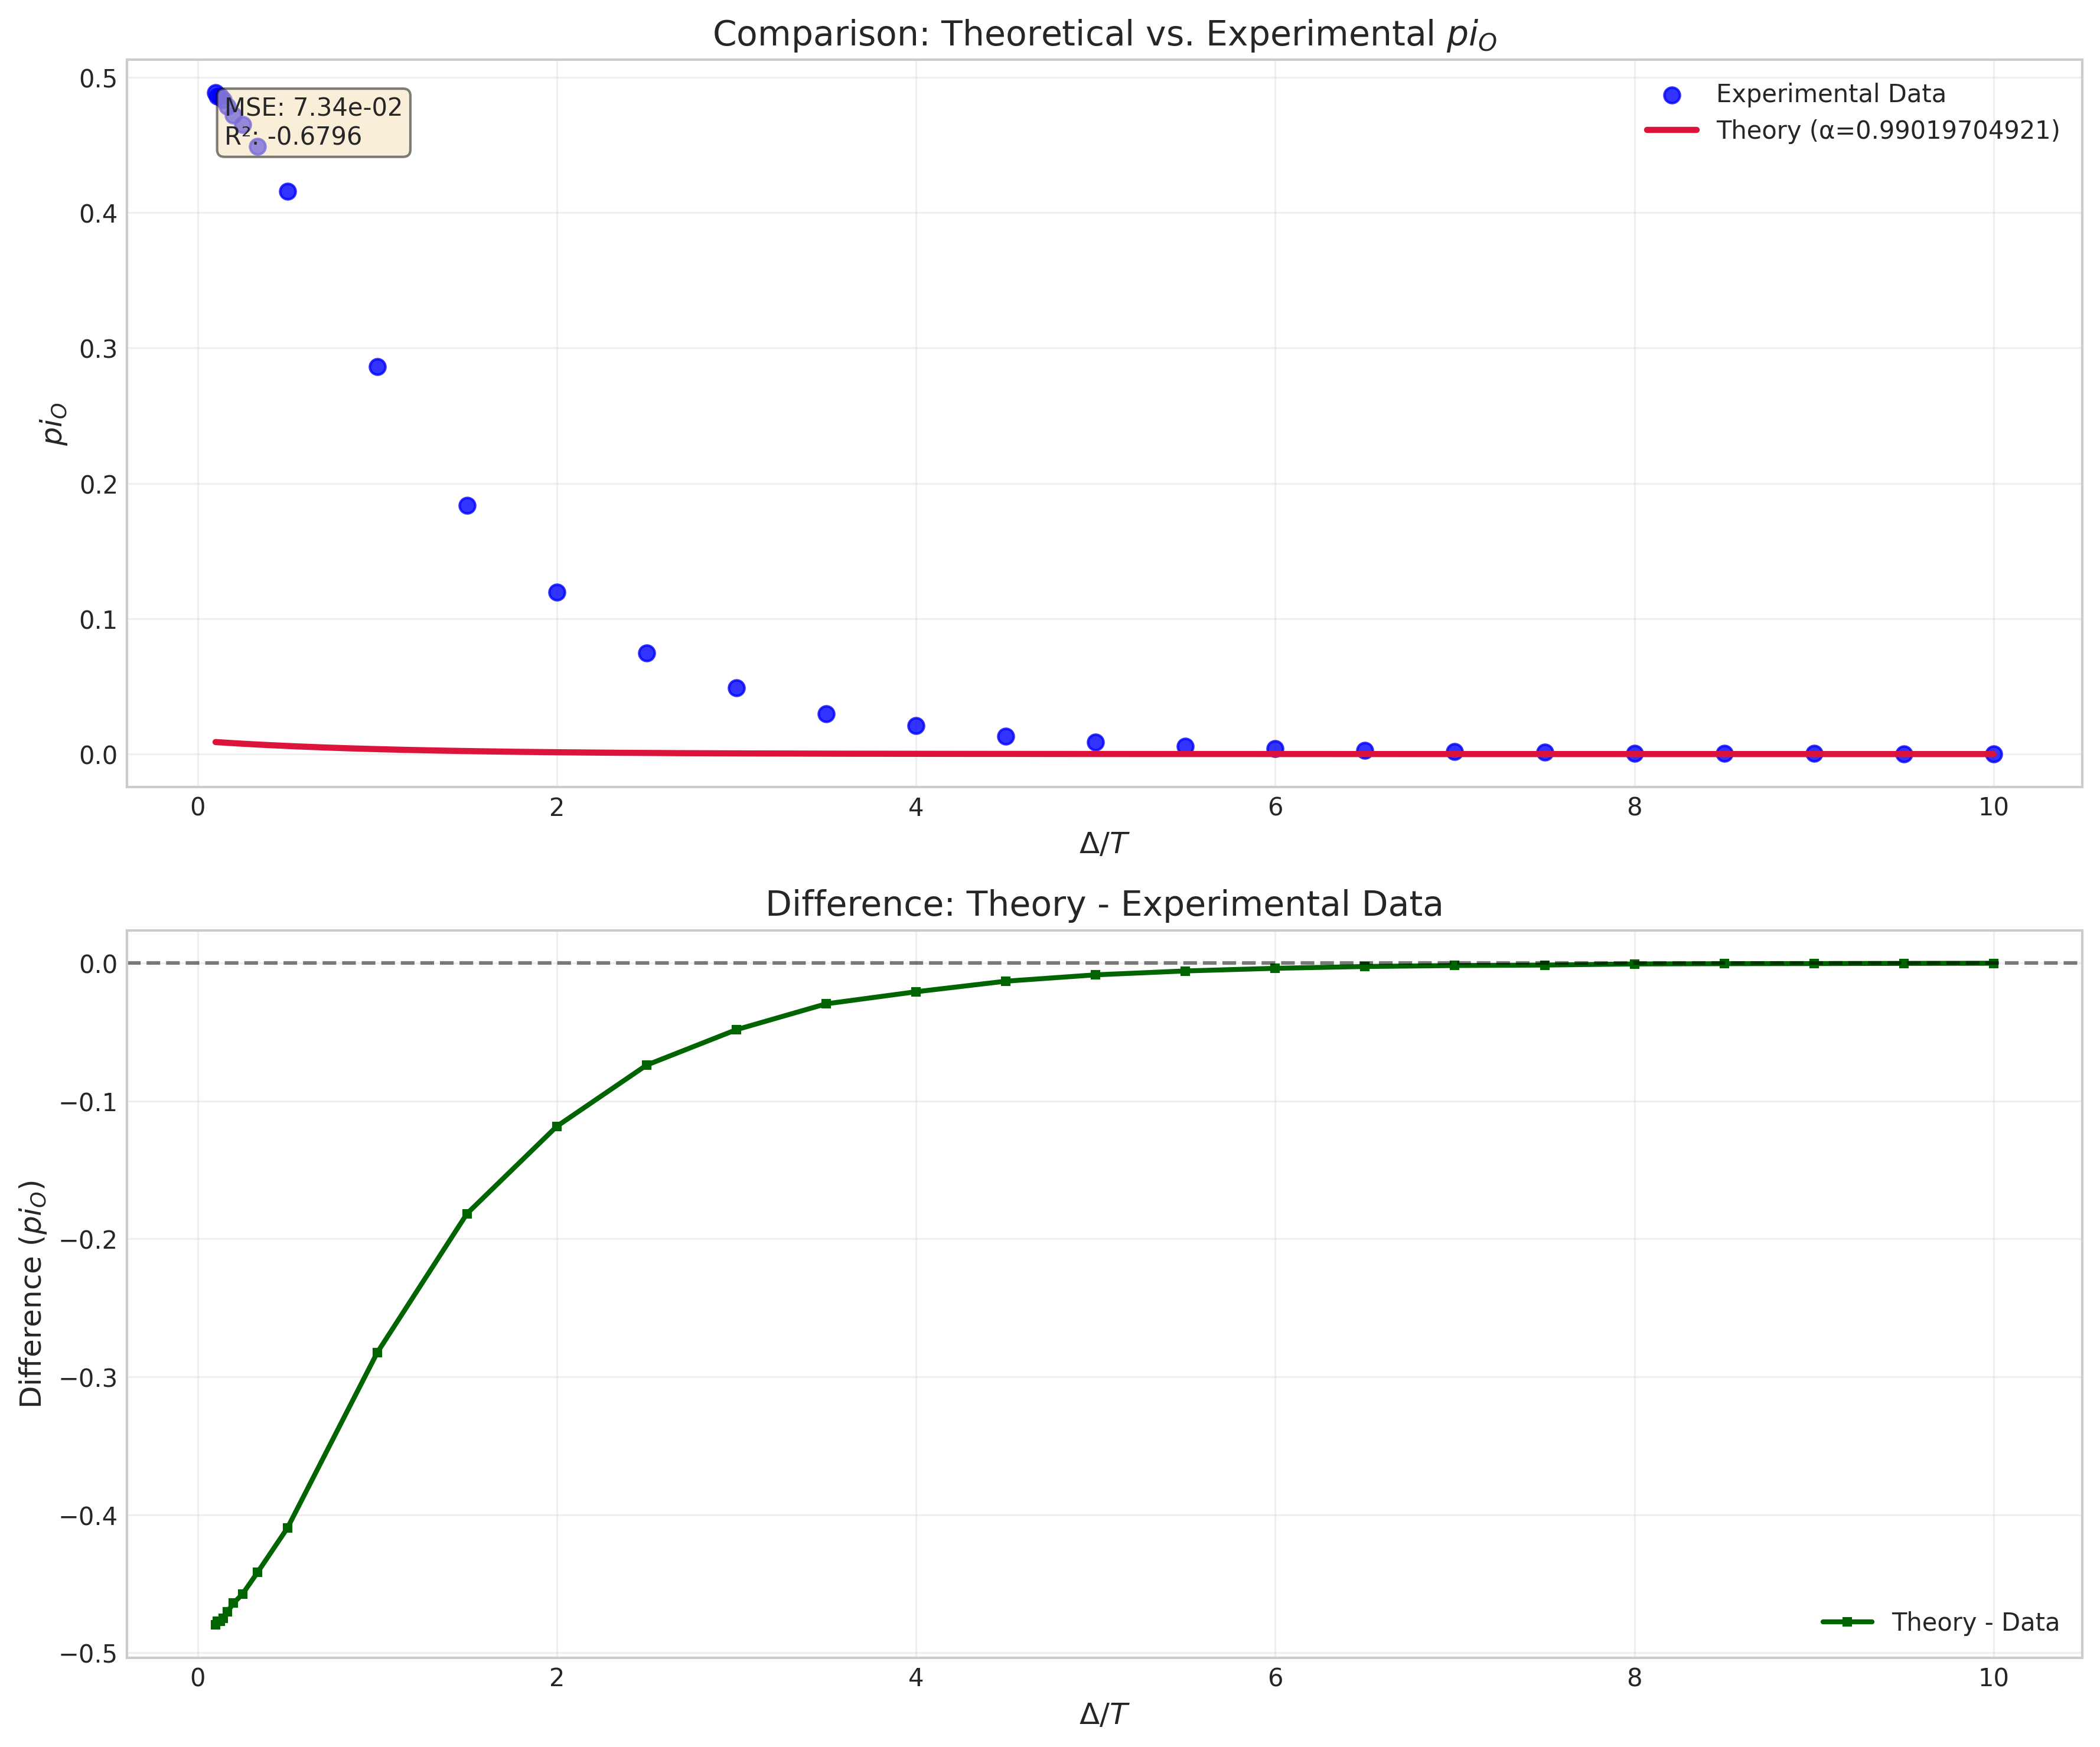 Comparison: Theoretical vs. Experimental pi_O
0.5
0.4
0.3
0.2
0.1
0.0
pi_O
MSE: 7.34e-02
R²: -0.6796
Experimental Data
Theory (α=0.99019704921)
0 2 4 6 8 10
Δ/T
Difference: Theory - Experimental Data
0.0
−0.1
−0.2
−0.3
−0.4
−0.5
Difference (pi_O)
Theory - Data
0 2 4 6 8 10
Δ/T